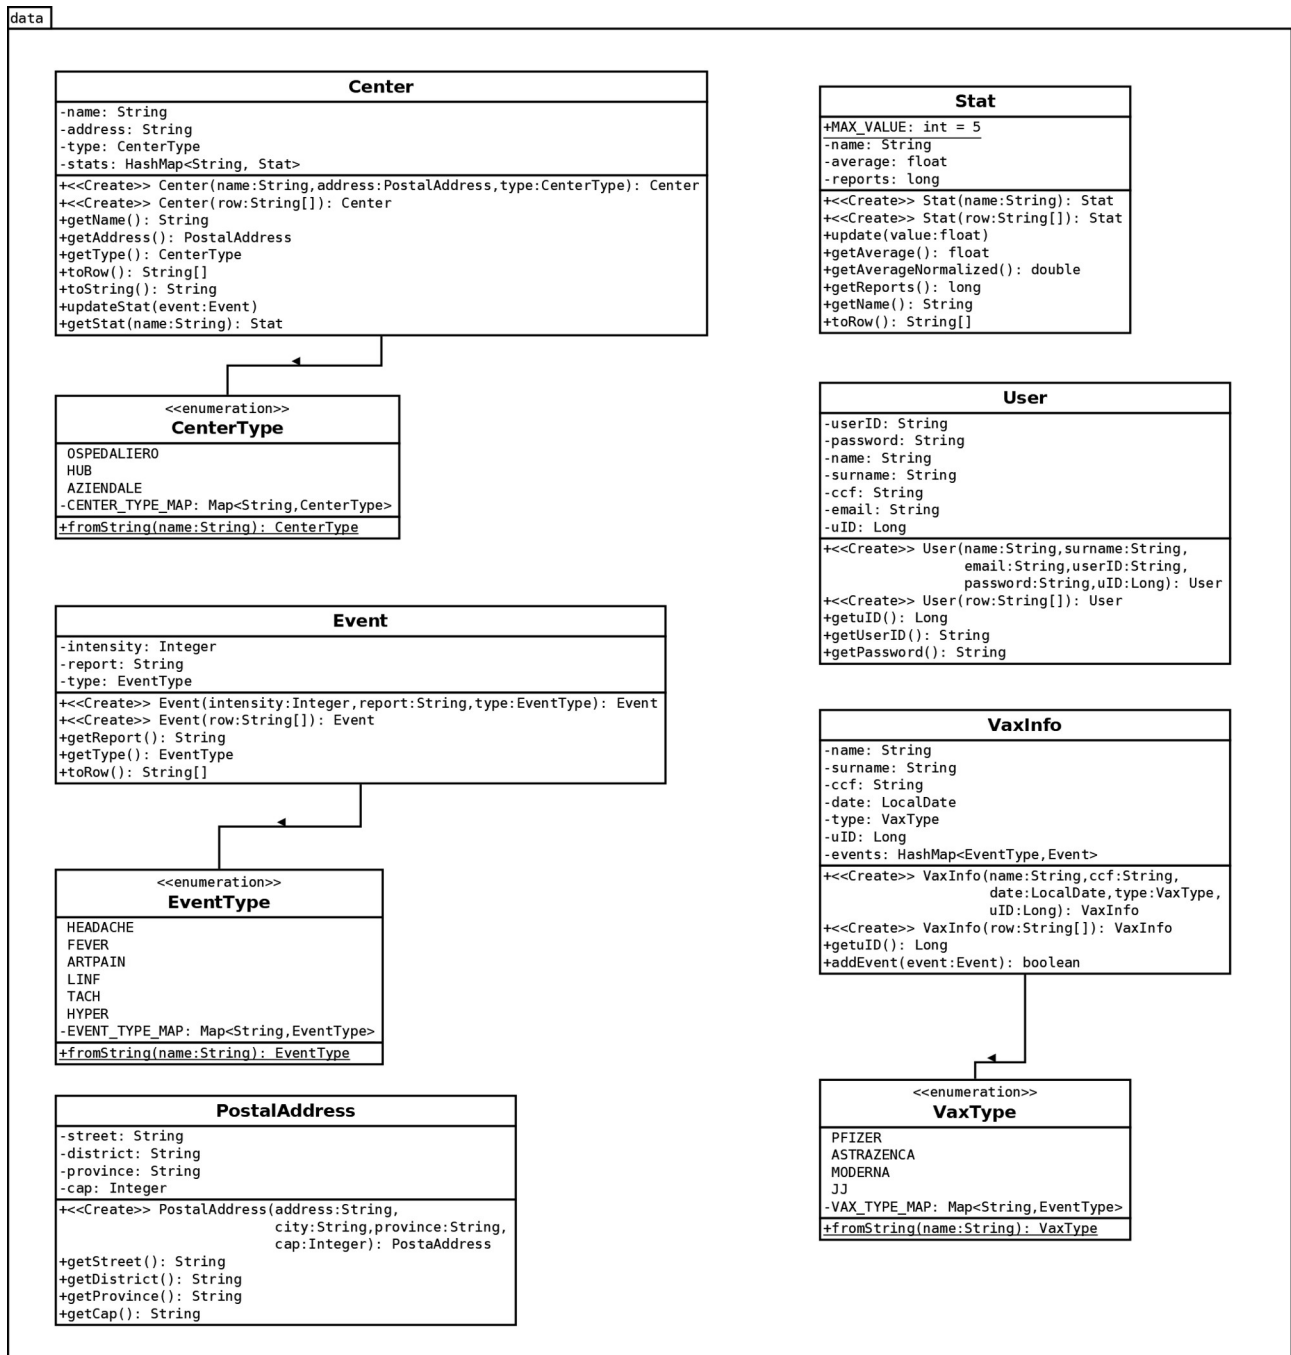 data
Center
-name: String
-address: String
-type: CenterType
-stats: HashMap<String, Stat>
+<<Create>> Center(name:String,address:PostalAddress,type:CenterType): Center
+<<Create>> Center(row:String[]): Center
+getName(): String
+getAddress(): PostalAddress
+getType(): CenterType
+toRow(): String[]
+toString(): String
+updateStat(event:Event)
+getStat(name:String): Stat
<<enumeration>>
CenterType
OSPEDALIERO
HUB
AZIENDALE
-CENTER_TYPE_MAP: Map<String,CenterType>
+fromString(name:String): CenterType
Event
-intensity: Integer
-report: String
-type: EventType
+<<Create>> Event(intensity:Integer,report:String,type:EventType): Event
+<<Create>> Event(row:String[]): Event
+getReport(): String
+getType(): EventType
+toRow(): String[]
<<enumeration>>
EventType
HEADACHE
FEVER
ARTPAIN
LINF
TACH
HYPER
-EVENT_TYPE_MAP: Map<String,EventType>
+fromString(name:String): EventType
PostalAddress
-street: String
-district: String
-province: String
-cap: Integer
+<<Create>> PostalAddress(address:String,
city:String,province:String,
cap:Integer): PostaAddress
+getStreet(): String
+getDistrict(): String
+getProvince(): String
+getCap(): String
Stat
+MAX_VALUE: int = 5
-name: String
-average: float
-reports: long
+<<Create>> Stat(name:String): Stat
+<<Create>> Stat(row:String[]): Stat
+update(value:float)
+getAverage(): float
+getAverageNormalized(): double
+getReports(): long
+getName(): String
+toRow(): String[]
User
-userID: String
-password: String
-name: String
-surname: String
-ccf: String
-email: String
-uID: Long
+<<Create>> User(name:String,surname:String,
email:String,userID:String,
password:String,uID:Long): User
+<<Create>> User(row:String[]): User
+getuID(): Long
+getUserID(): String
+getPassword(): String
VaxInfo
-name: String
-surname: String
-ccf: String
-date: LocalDate
-type: VaxType
-uID: Long
-events: HashMap<EventType,Event>
+<<Create>> VaxInfo(name:String,ccf:String,
date:LocalDate,type:VaxType,
uID:Long): VaxInfo
+<<Create>> VaxInfo(row:String[]): VaxInfo
+getuID(): Long
+addEvent(event:Event): boolean
<<enumeration>>
VaxType
PFIZER
ASTRAZENCA
MODERNA
JJ
-VAX_TYPE_MAP: Map<String,EventType>
+fromString(name:String): VaxType